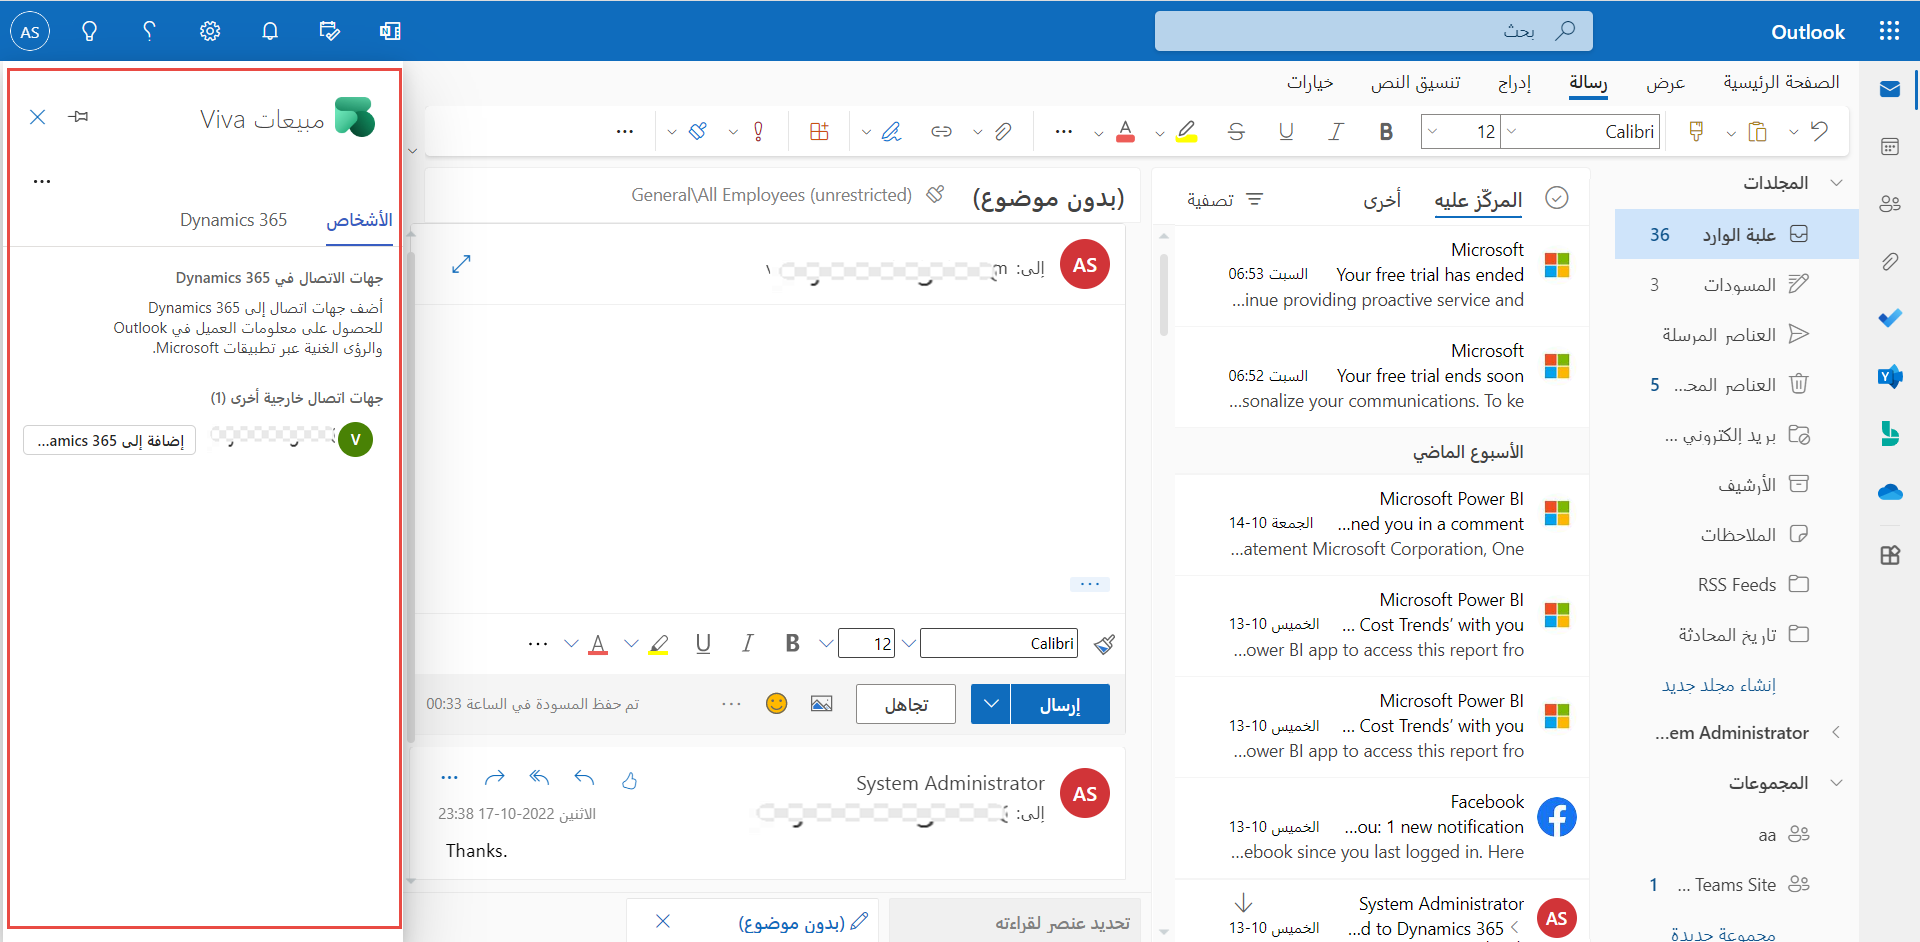 Outlook
بحث
AS
الصفحة الرئيسية
عرض
رسالة
إدراج
تنسيق النص
خيارات
Calibri
12
B
I
U
S
A
...
...
المجلدات
علبة الوارد
36
المسودات
3
العناصر المرسلة
العناصر المحـ...
5
بريد إلكتروني ...
الأرشيف
الملاحظات
RSS Feeds
تاريخ المحادثة
إنشاء مجلد جديد
...em Administrator
المجموعات
aa
... Teams Site
1
مجموعة جديدة
المركّز عليه
أخرى
تصفية
Microsoft
Your free trial has ended
السبت 06:53
...inue providing proactive service and
Microsoft
Your free trial ends soon
السبت 06:52
...sonalize your communications. To ke
الأسبوع الماضي
Microsoft Power BI
...ned you in a comment
الجمعة 10-14
...atement Microsoft Corporation, One
Microsoft Power BI
... Cost Trends' with you
الخميس 10-13
...ower BI app to access this report fro
Microsoft Power BI
... Cost Trends' with you
الخميس 10-13
...ower BI app to access this report fro
Facebook
...ou: 1 new notification
الخميس 10-13
...ebook since you last logged in. Here
AS
System Administrator
...d to Dynamics 365
الخميس 10-13
(بدون موضوع)
General\All Employees (unrestricted)
AS
إلى:
...
Calibri
12
B
I
U
A
...
إرسال
تجاهل
...
تم حفظ المسودة في الساعة 00:33
AS
System Administrator
إلى:
...
الاثنين 2022-10-17 23:38
Thanks.
تحديد عنصر لقراءته
(بدون موضوع)
مبيعات Viva
...
الأشخاص
Dynamics 365
جهات الاتصال في Dynamics 365
أضف جهات اتصال إلى Dynamics 365
للحصول على معلومات العميل في Outlook
والرؤى الغنية عبر تطبيقات Microsoft.
جهات اتصال خارجية أخرى (1)
V
إضافة إلى amics 365...